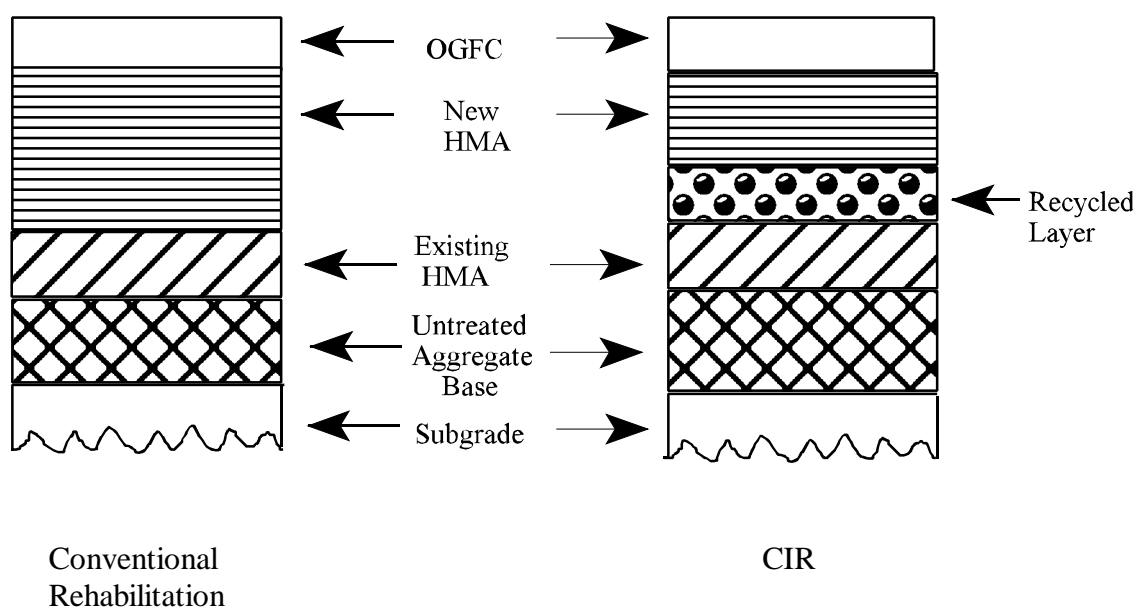 OGFC
New
HMA
Recycled
Layer
Existing
HMA
Untreated
Aggregate
Base
Subgrade
Conventional
Rehabilitation
CIR